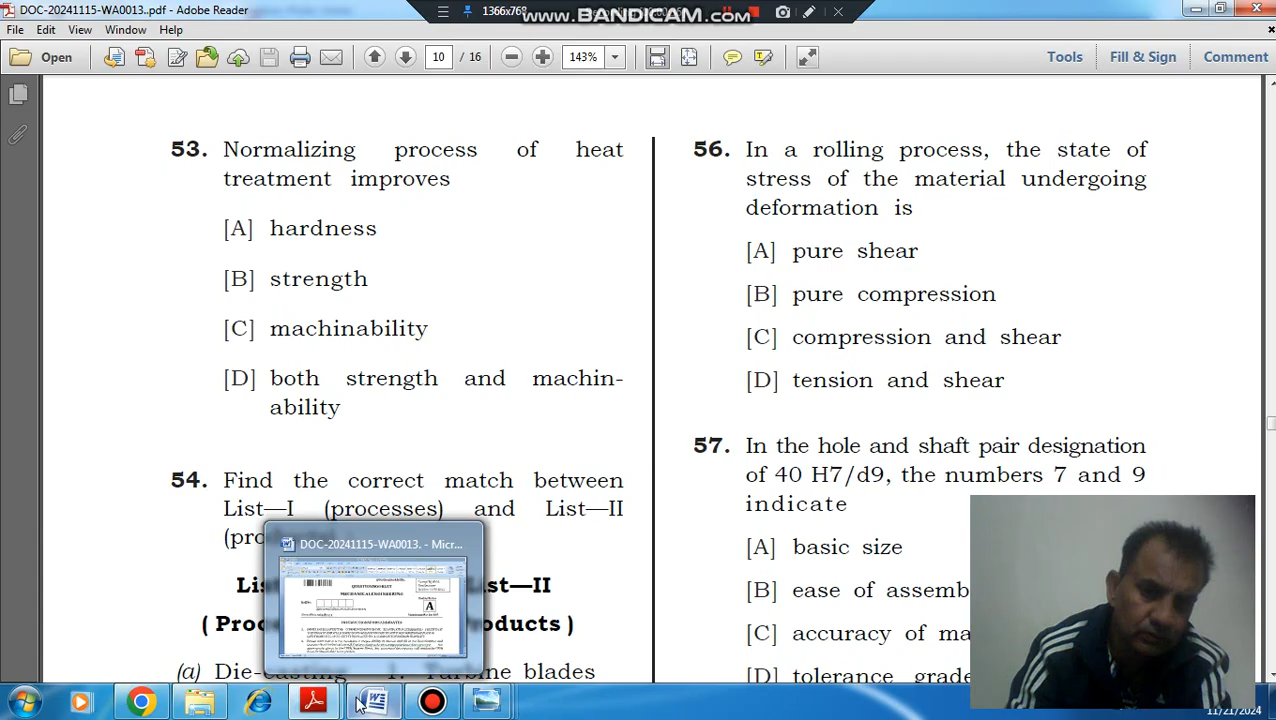 DOC-20241115-WA0013..pdf - Adobe Reader
1366x768
www.BANDICAM.com
File Edit View Window Help
Open
10 / 16
143%
Tools Fill & Sign Comment
53. Normalizing process of heat
treatment improves
[A] hardness
[B] strength
[C] machinability
[D] both strength and machin-
ability
54. Find the correct match between
List—I (processes) and List—II
DOC-20241115-WA0013. - Micr...
MECHANICAL ENGINEERING
A
List—II
Products )
(a) Die-casting 1. Turbine blades
56. In a rolling process, the state of
stress of the material undergoing
deformation is
[A] pure shear
[B] pure compression
[C] compression and shear
[D] tension and shear
57. In the hole and shaft pair designation
of 40 H7/d9, the numbers 7 and 9
indicate
[A] basic size
[B] ease of assemb
[C] accuracy of ma
[D] tolerance grade
11/21/2024